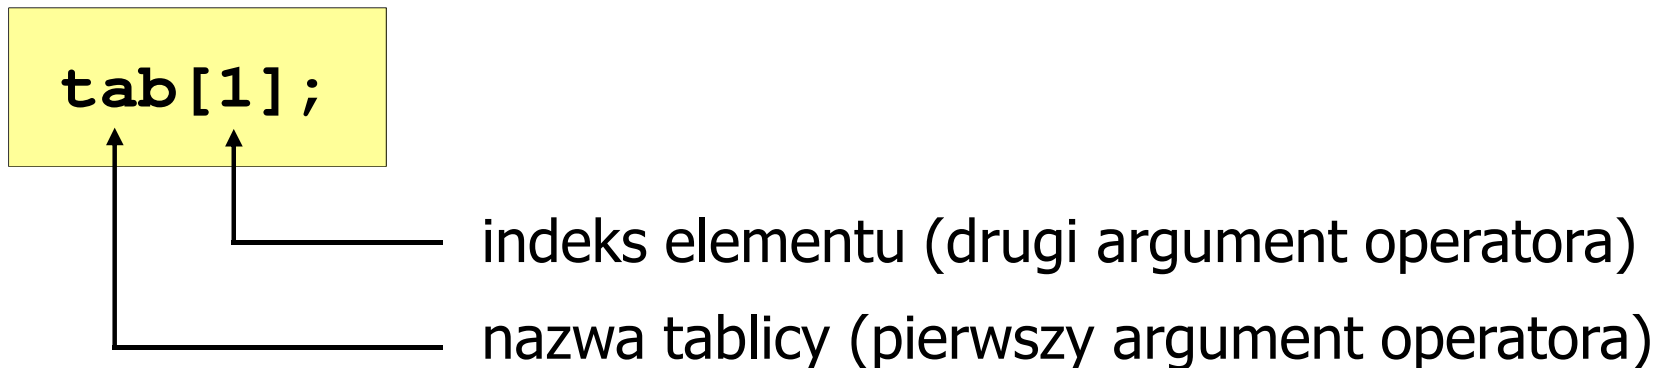 tab[1];
indeks elementu (drugi argument operatora)
nazwa tablicy (pierwszy argument operatora)